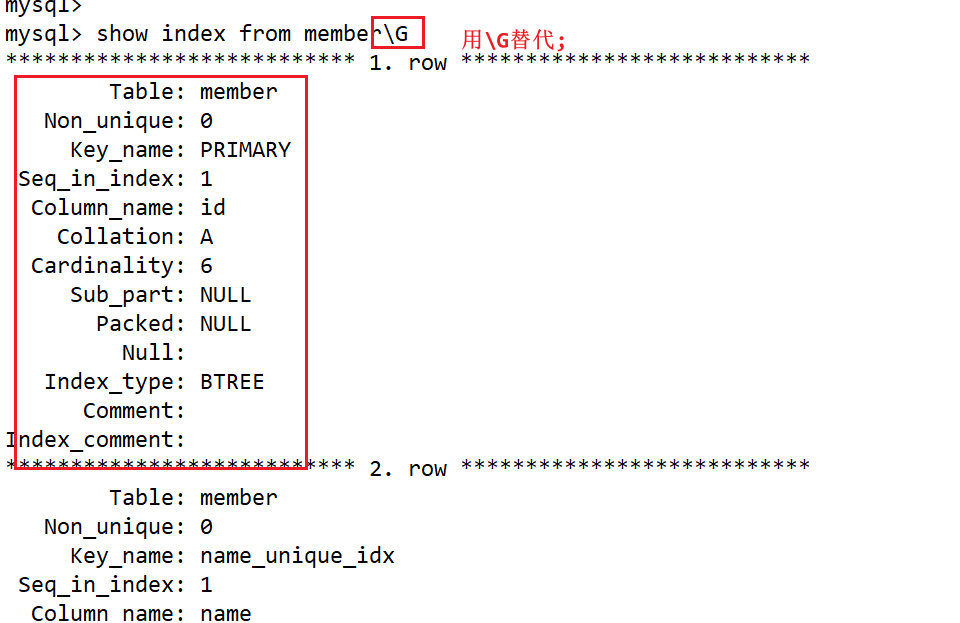 mysql>
mysql> show index from member\G 用\G替代;
*************************** 1. row ***************************
Table: member
Non_unique: 0
Key_name: PRIMARY
Seq_in_index: 1
Column_name: id
Collation: A
Cardinality: 6
Sub_part: NULL
Packed: NULL
Null:
Index_type: BTREE
Comment:
Index_comment:
*************************** 2. row ***************************
Table: member
Non_unique: 0
Key_name: name_unique_idx
Seq_in_index: 1
Column_name: name